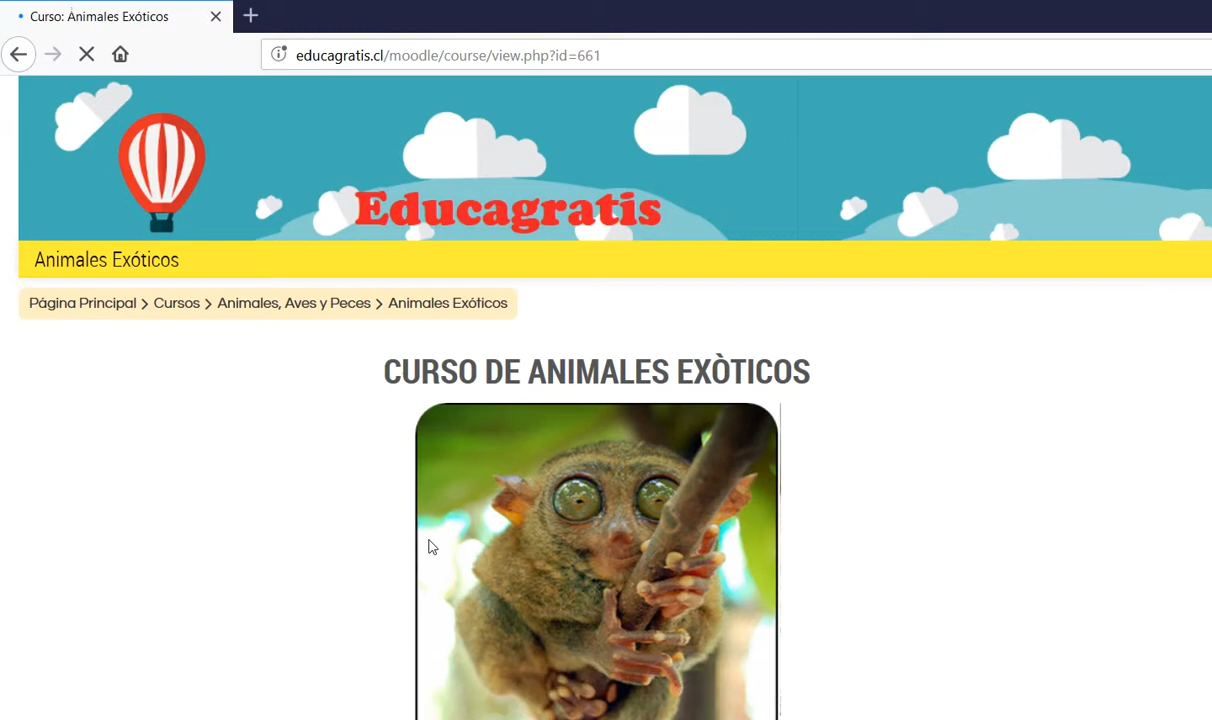 Curso: Animales Exóticos
educagratis.cl/moodle/course/view.php?id=661
Educagratis
Animales Exóticos
Página Principal > Cursos > Animales, Aves y Peces > Animales Exóticos
CURSO DE ANIMALES EXÒTICOS